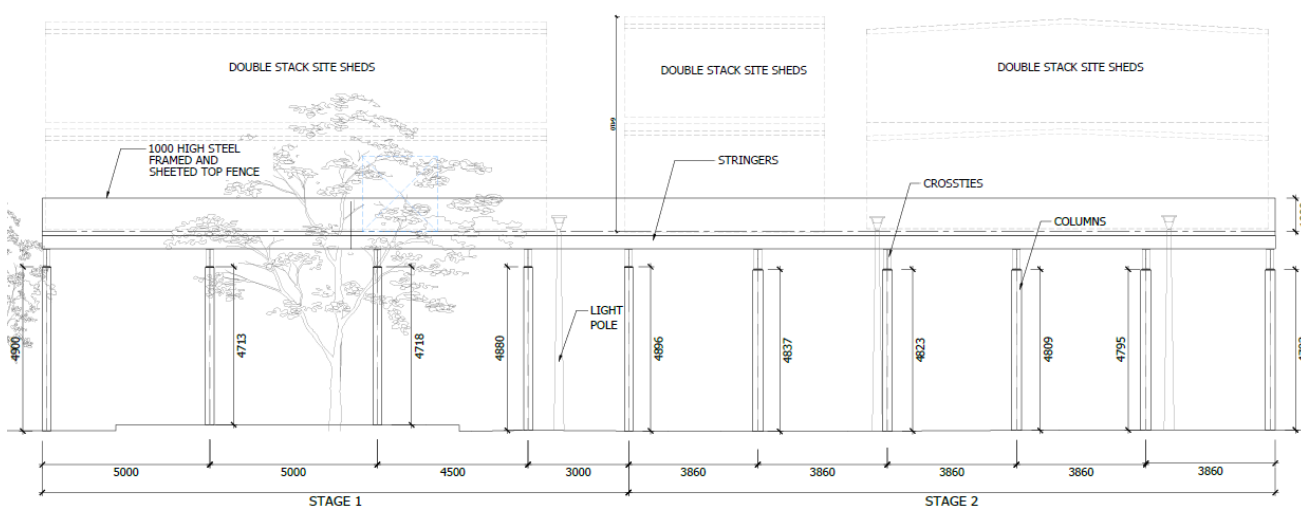 DOUBLE STACK SITE SHEDS
DOUBLE STACK SITE SHEDS
DOUBLE STACK SITE SHEDS
1000 HIGH STEEL
FRAMED AND
SHEETED TOP FENCE
STRINGERS
CROSSTIES
COLUMNS
LIGHT
POLE
4900
4713
4718
4880
4896
4837
4823
4809
4795
5000
5000
4500
3000
3860
3860
3860
3860
3860
STAGE 1
STAGE 2